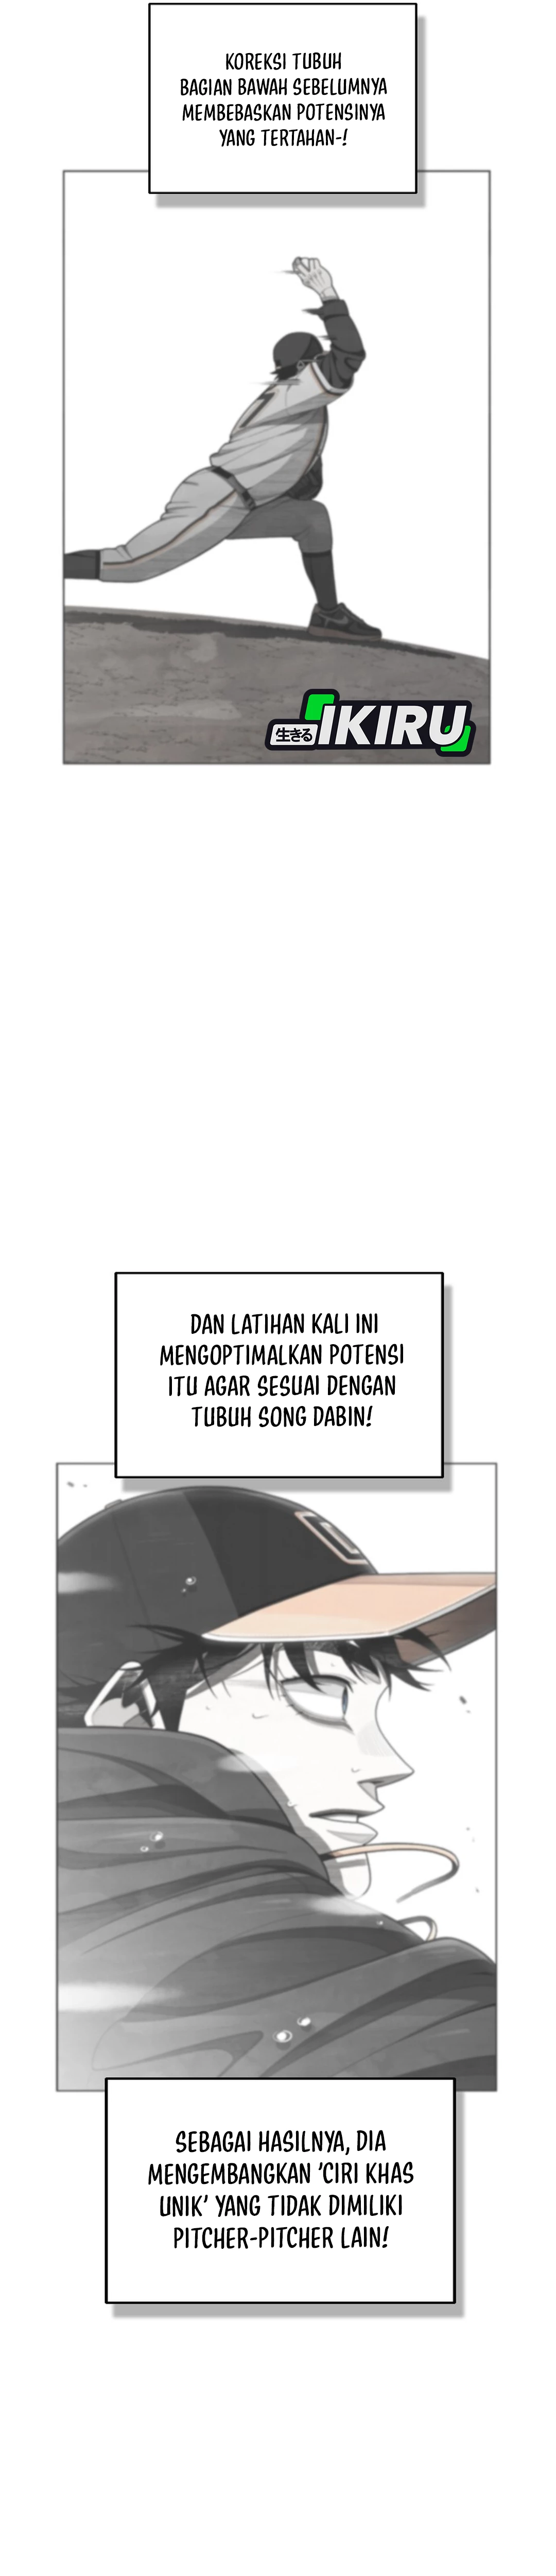 KOREKSI TUBUH
BAGIAN BAWAH SEBELUMNYA
MEMBEBASKAN POTENSINYA
YANG TERTAHAN-!
生きる IKIRU
DAN LATIHAN KALI INI
MENGOPTIMALKAN POTENSI
ITU AGAR SESUAI DENGAN
TUBUH SONG DABIN!
SEBAGAI HASILNYA, DIA
MENGEMBANGKAN 'CIRI KHAS
UNIK' YANG TIDAK DIMILIKI
PITCHER-PITCHER LAIN!